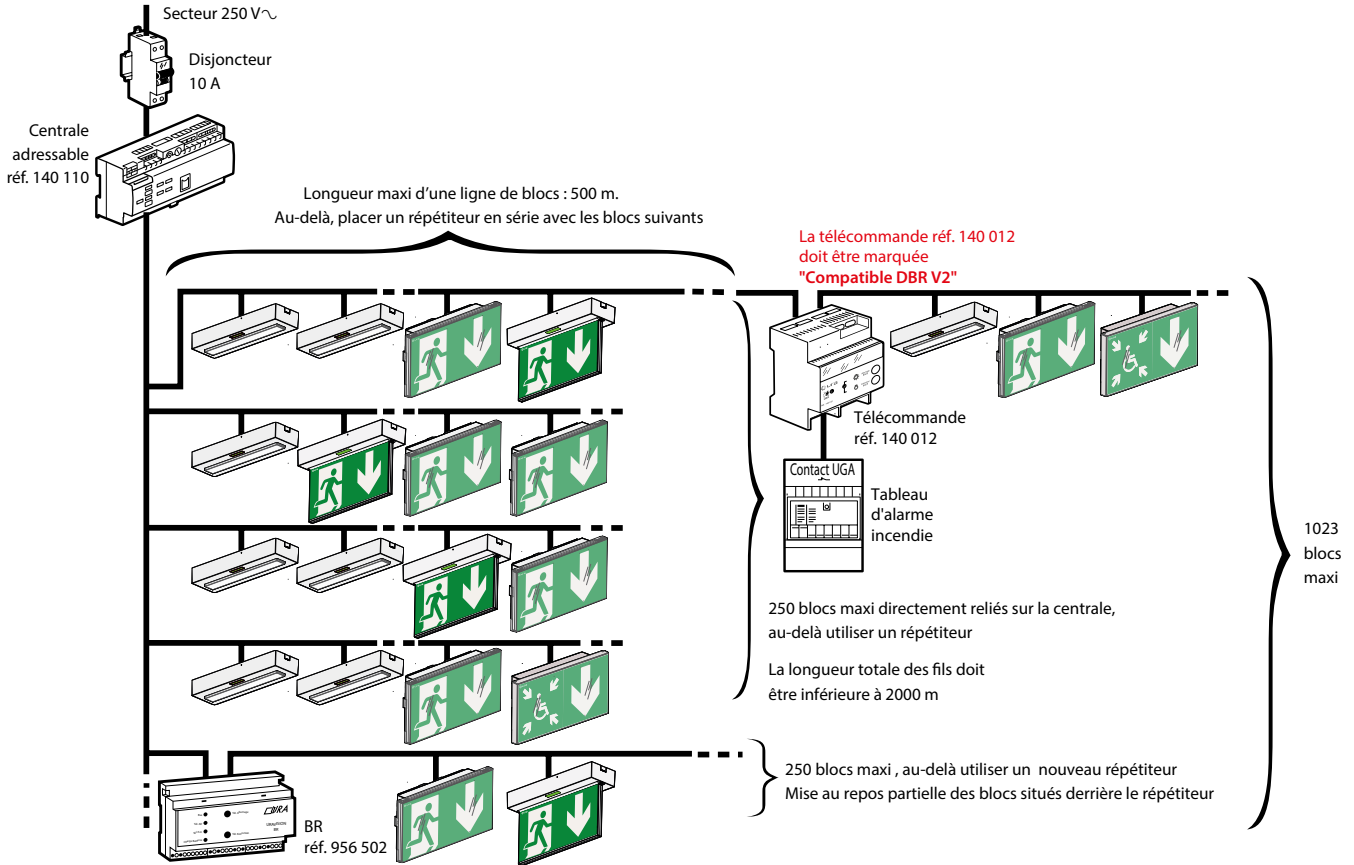 Secteur 250 V~
Disjoncteur
10 A
Centrale
adressable
réf. 140 110
Longueur maxi d'une ligne de blocs : 500 m.
Au-delà, placer un répétiteur en série avec les blocs suivants
La télécommande réf. 140 012
doit être marquée
"Compatible DBR V2"
Télécommande
réf. 140 012
Contact UGA
Tableau
d'alarme
incendie
1023
blocs
maxi
250 blocs maxi directement reliés sur la centrale,
au-delà utiliser un répétiteur
La longueur totale des fils doit
être inférieure à 2000 m
250 blocs maxi , au-delà utiliser un nouveau répétiteur
Mise au repos partielle des blocs situés derrière le répétiteur
URA
BR
réf. 956 502